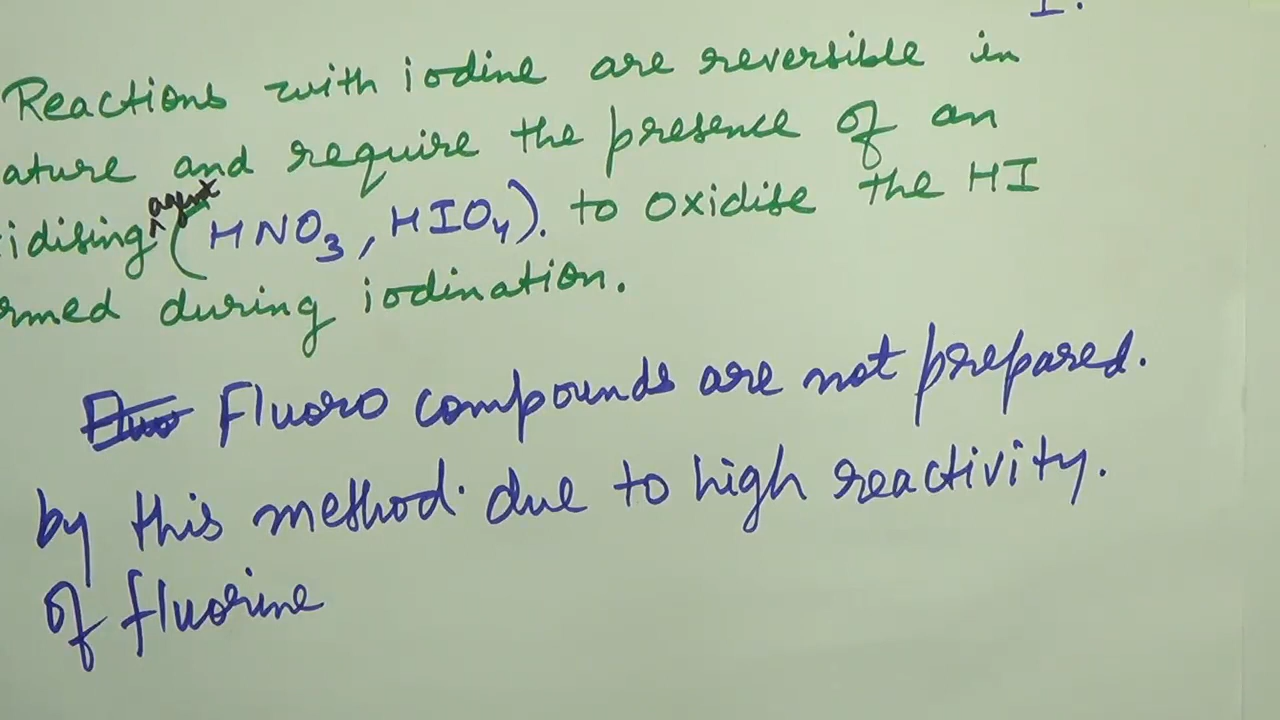 I.
Reactions with iodine are reversible in
ature and require the presence of an
idising agent (HNO3, HIO4). to oxidise the HI
rmed during iodination.
Fluoro compounds are not prepared.
by this method. due to high reactivity.
of fluorine